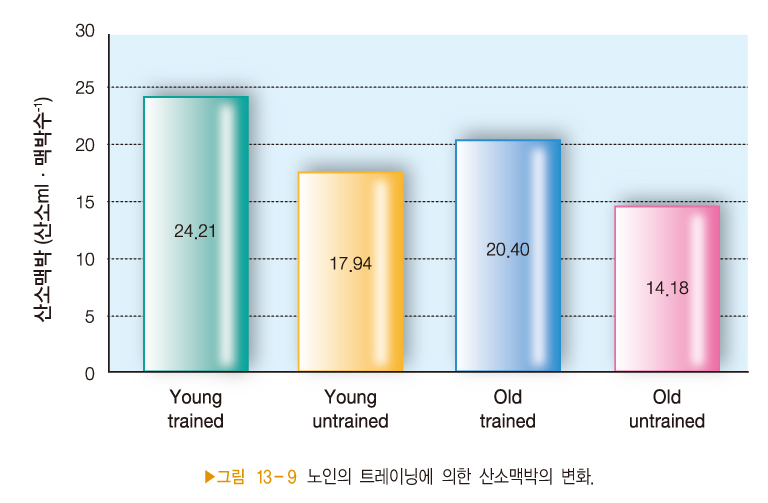 30
25
20
15
10
5
0
산소맥박 (산소ml · 맥박수-1)
24.21
17.94
20.40
14.18
Young trained
Young untrained
Old trained
Old untrained
▶그림 13-9 노인의 트레이닝에 의한 산소맥박의 변화.